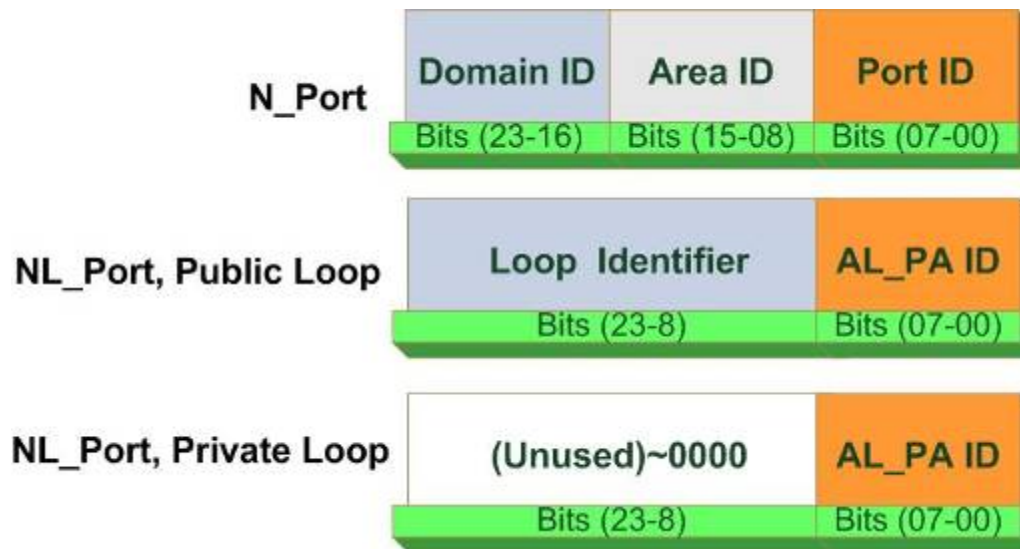 Domain ID Area ID Port ID
N_Port
Bits (23-16) Bits (15-08) Bits (07-00)
NL_Port, Public Loop Loop Identifier AL_PA ID
Bits (23-8) Bits (07-00)
NL_Port, Private Loop (Unused)~0000 AL_PA ID
Bits (23-8) Bits (07-00)